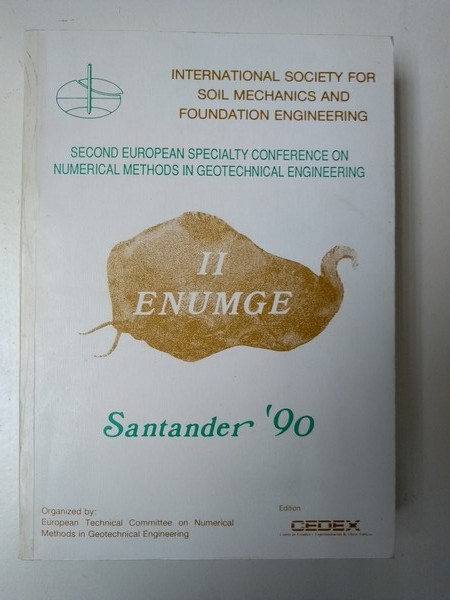 INTERNATIONAL SOCIETY FOR
SOIL MECHANICS AND
FOUNDATION ENGINEERING
SECOND EUROPEAN SPECIALTY CONFERENCE ON
NUMERICAL METHODS IN GEOTECHNICAL ENGINEERING
II
ENUMGE
Santander '90
Organized by:
European Technical Committee on Numerical
Methods in Geotechnical Engineering
Edition
CEDEX